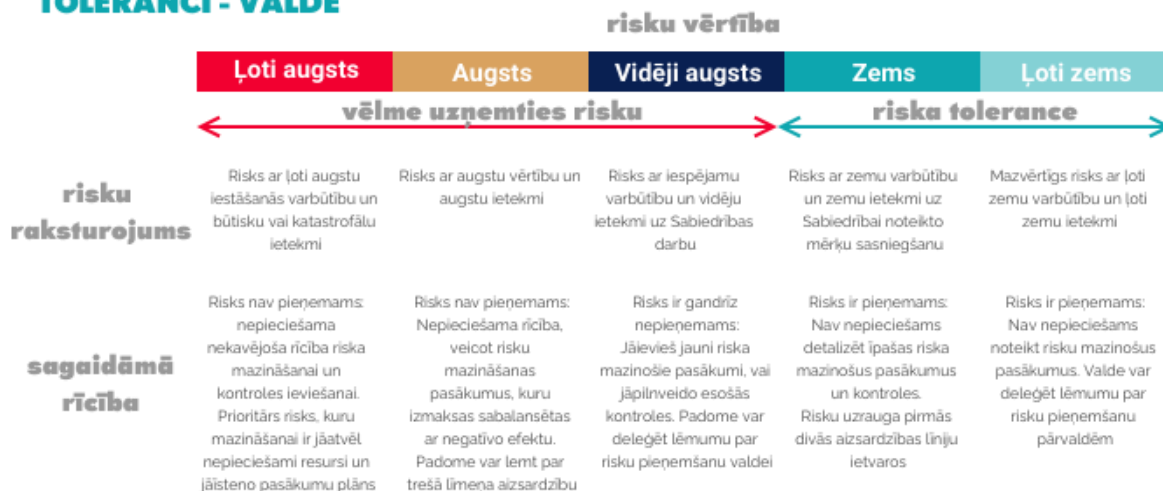 TOLERANCI - VALDE
risku vērtība
Ļoti augsts
Augsts
Vidēji augsts
Zems
Ļoti zems
vēlme uzņemties risku
riska tolerance
risku
raksturojums
Risks ar ļoti augstu
iestāšanās varbūtību un
būtisku vai katastrofālu
ietekmi
Risks ar augstu vērtību un
augstu ietekmi
Risks ar iespējamu
varbūtību un vidēju
ietekmi uz Sabiedrības
darbu
Risks ar zemu varbūtību
un zemu ietekmi uz
Sabiedrībai noteikto
mērķu sasniegšanu
Mazvērtīgs risks ar ļoti
zemu varbūtību un ļoti
zemu ietekmi
sagaidāmā
rīcība
Risks nav pieņemams:
nepieciešama
nekavējoša rīcība riska
mazināšanai un
kontroles ieviešanai.
Prioritārs risks, kuru
mazināšanai ir jāatvēl
nepieciešami resursi un
jāīsteno pasākumu plāns
Risks nav pieņemams:
Nepieciešama rīcība,
veicot risku
mazināšanas
pasākumus, kuru
izmaksas sabalansētas
ar negatīvo efektu.
Padome var lemt par
trešā līmeņa aizsardzību
Risks ir gandrīz
nepieņemams:
Jāievieš jauni riska
mazinošie pasākumi, vai
jāpilnveido esošās
kontroles. Padome var
deleģēt lēmumu par
risku pieņemšanu valdei
Risks ir pieņemams:
Nav nepieciešams
detalizēt īpašas riska
mazinošus pasākumus
un kontroles.
Risku uzrauga pirmās
divās aizsardzības līniju
ietvaros
Risks ir pieņemams:
Nav nepieciešams
noteikt risku mazinošus
pasākumus. Valde var
deleģēt lēmumu par
risku pieņemšanu
pārvaldēm